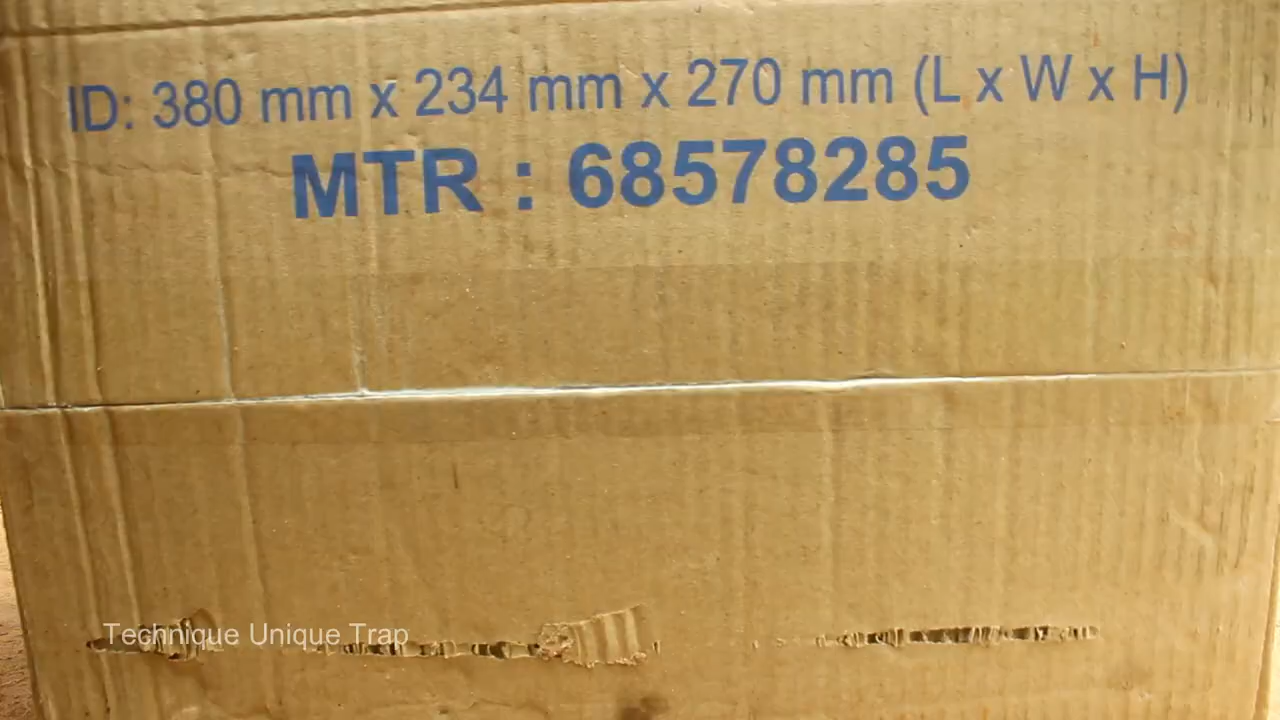 ID: 380 mm x 234 mm x 270 mm (L x W x H)
MTR : 68578285
Technique Unique Trap